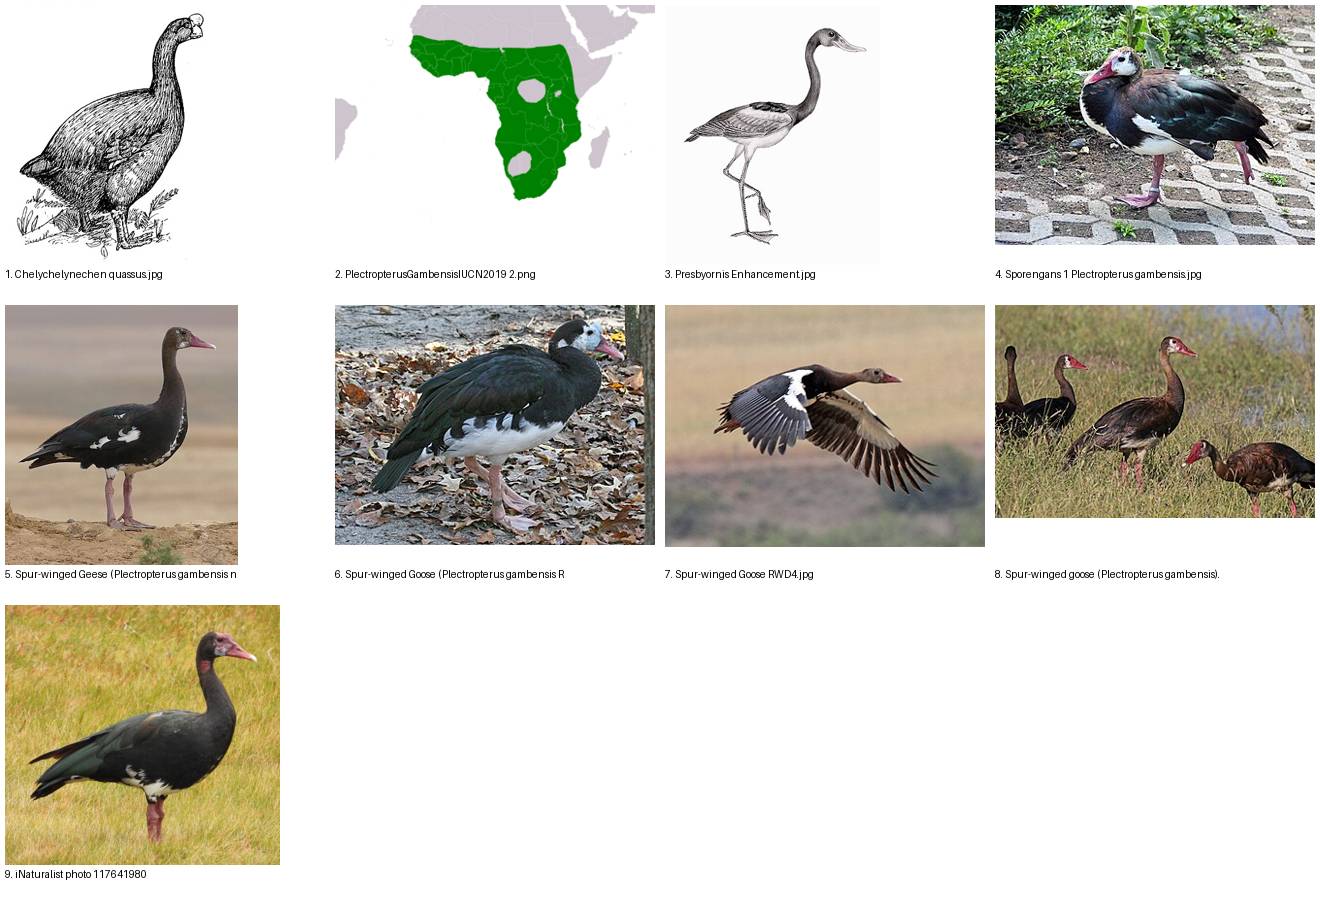 1. Chelychelynechen quassus.jpg
2. PlectropterusGambensisIUCN2019 2.png
3. Presbyornis Enhancement.jpg
4. Sporengans 1 Plectropterus gambensis.jpg
5. Spur-winged Geese (Plectropterus gambensis n
6. Spur-winged Goose (Plectropterus gambensis R
7. Spur-winged Goose RWD4.jpg
8. Spur-winged goose (Plectropterus gambensis).
9. iNaturalist photo 117641980